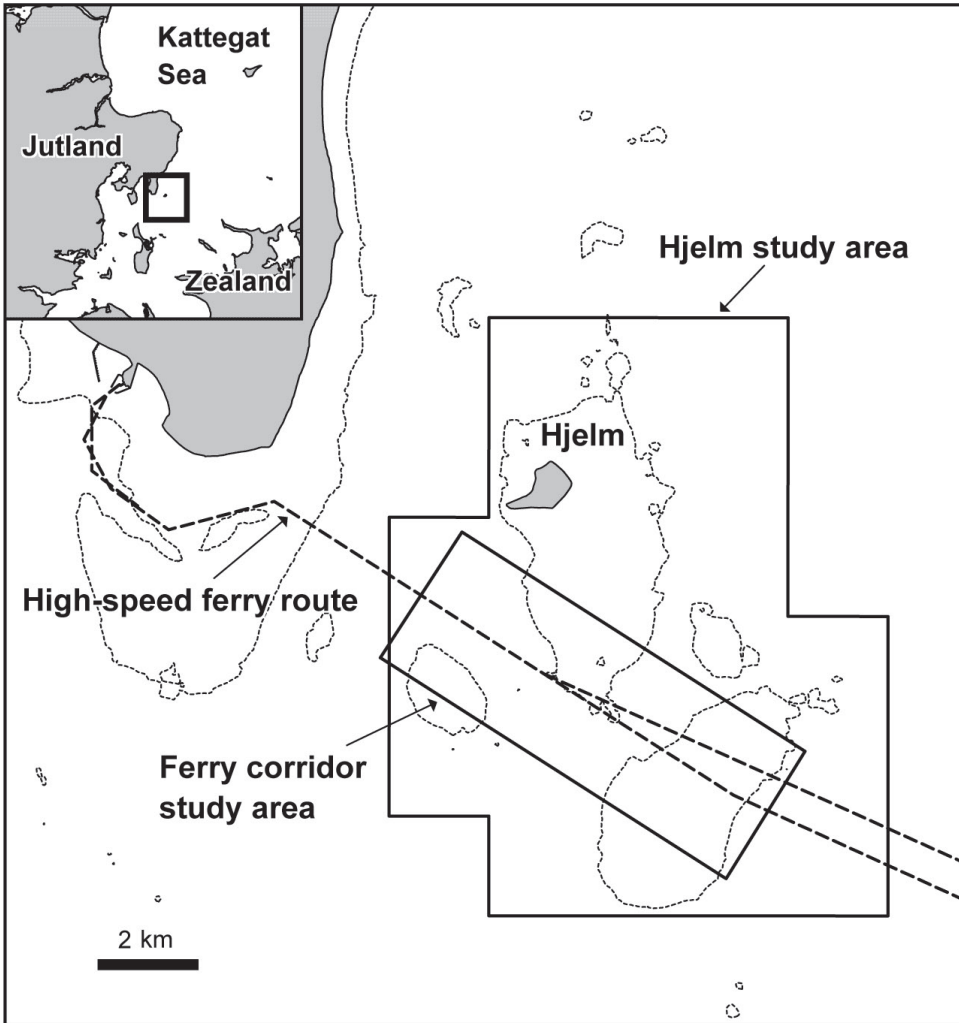 Kattegat
Sea
Jutland
Zealand
Hjelm study area
Hjelm
High-speed ferry route
Ferry corridor
study area
2 km